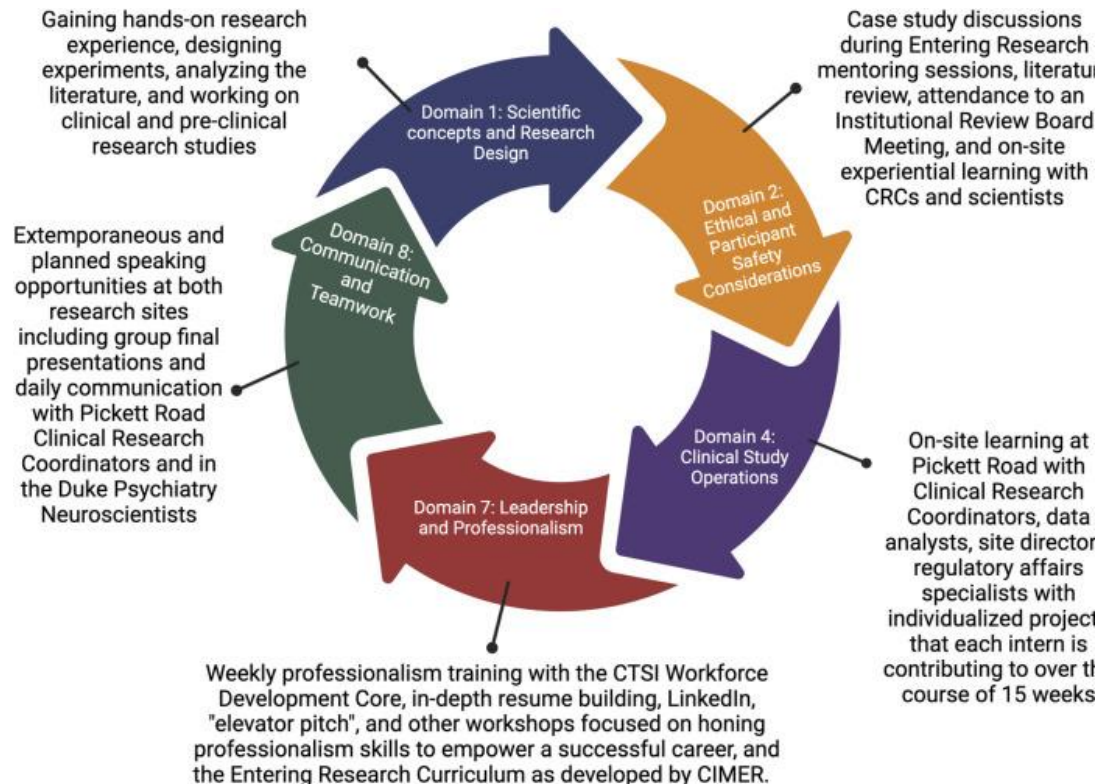 Gaining hands-on research
experience, designing
experiments, analyzing the
literature, and working on
clinical and pre-clinical
research studies
Domain 1: Scientific
concepts and Research
Design
Case study discussions
during Entering Research
mentoring sessions, literatur
review, attendance to an
Institutional Review Board
Meeting, and on-site
experiential learning with
CRCs and scientists
Domain 2:
Ethical and
Participant
Safety
Considerations
Domain 8:
Communication
and
Teamwork
Extemporaneous and
planned speaking
opportunities at both
research sites
including group final
presentations and
daily communication
with Pickett Road
Clinical Research
Coordinators and in
the Duke Psychiatry
Neuroscientists
Domain 4:
Clinical Study
Operations
On-site learning at
Pickett Road with
Clinical Research
Coordinators, data
analysts, site director
regulatory affairs
specialists with
individualized project
that each intern is
contributing to over th
course of 15 weeks
Domain 7: Leadership
and Professionalism
Weekly professionalism training with the CTSI Workforce
Development Core, in-depth resume building, LinkedIn,
"elevator pitch", and other workshops focused on honing
professionalism skills to empower a successful career, and
the Entering Research Curriculum as developed by CIMER.